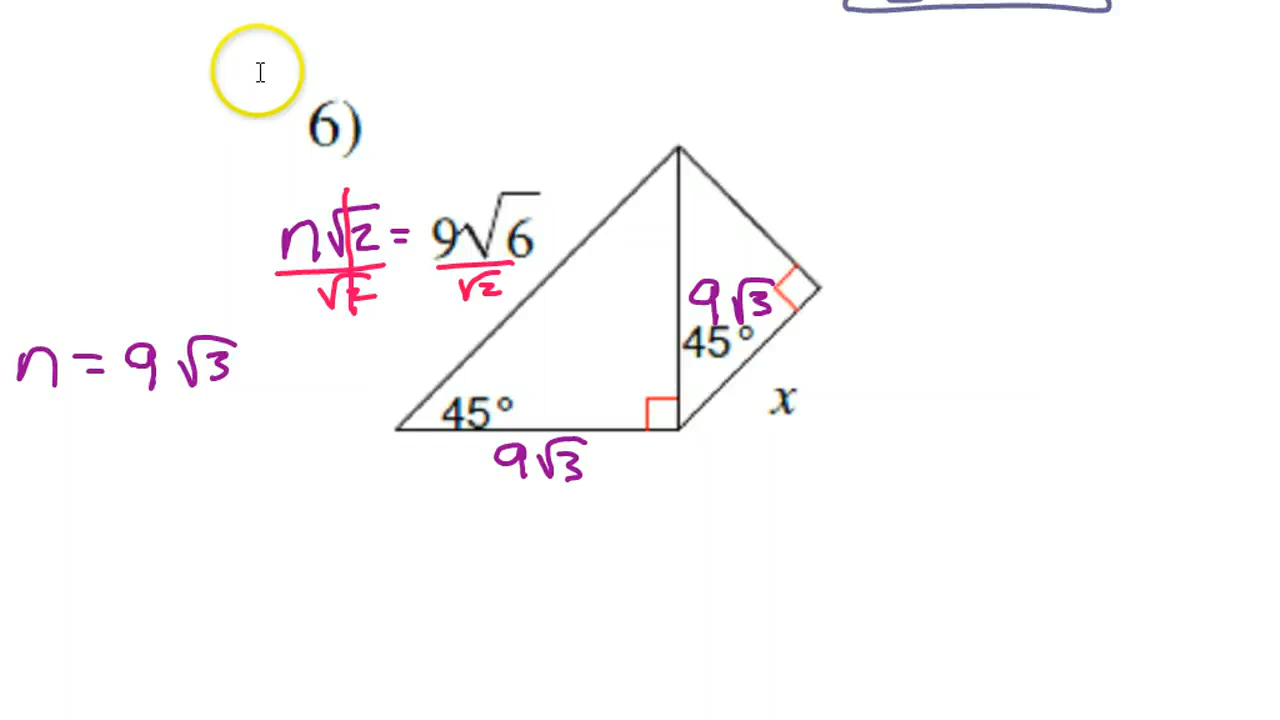 6)
n√2 = 9√6
√2 √2
n = 9√3
9√3
45°
x
45°
9√3